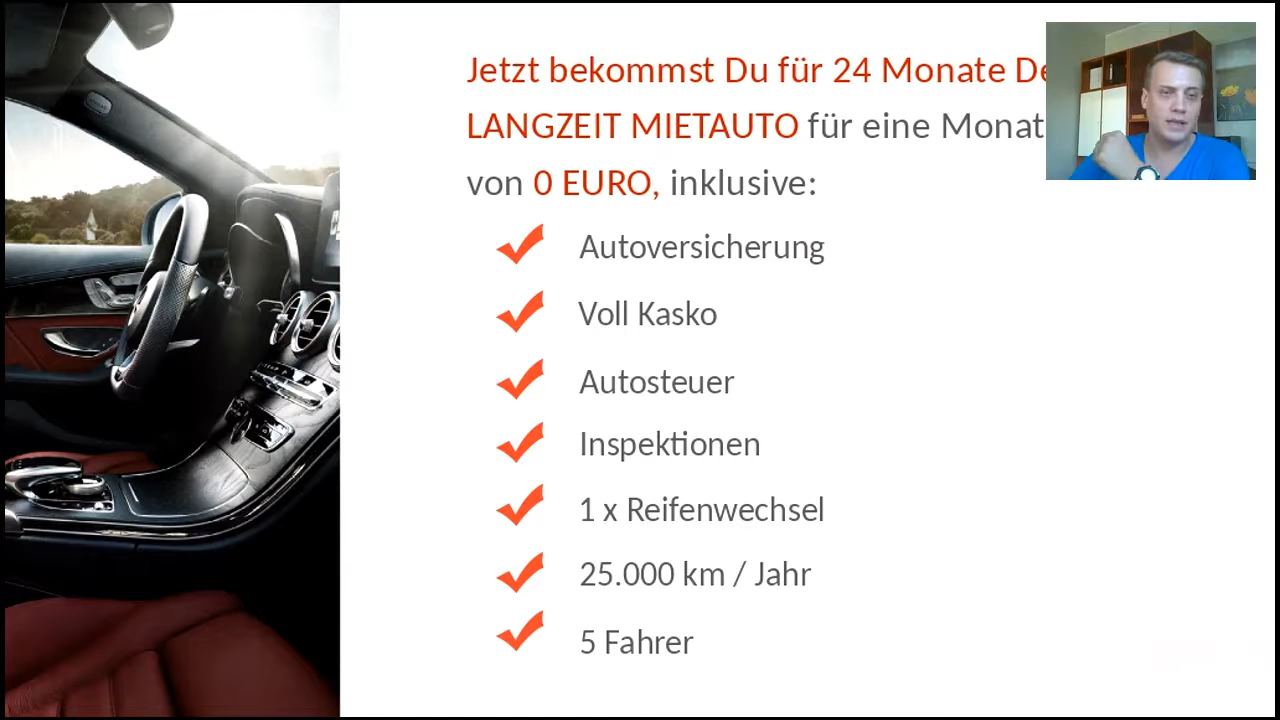 Jetzt bekommst Du für 24 Monate
LANGZEIT MIETAUTO für eine
von 0 EURO, inklusive:
Autoversicherung
Voll Kasko
Autosteuer
Inspektionen
1 x Reifenwechsel
25.000 km / Jahr
5 Fahrer